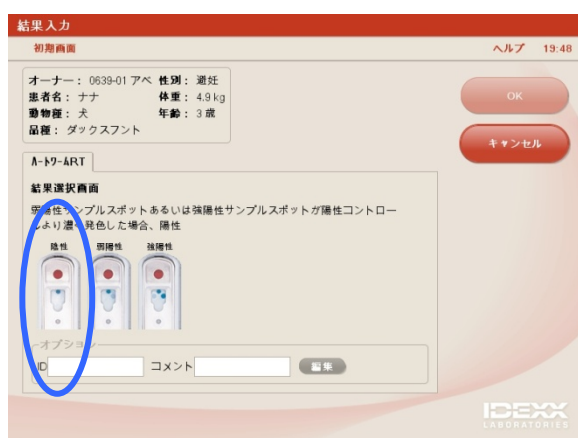 結果入力
初期画面
ヘルプ 19:48
オーナー： 0639-01 アベ 性別： 避妊
患者名： ナナ 体重： 4.9 kg
動物種： 犬 年齢： 3 歳
品種： ダックスフント
OK
キャンセル
ﾊｰﾄﾜｰﾑRT
結果選択画面
弱陽性サンプルスポットあるいは強陽性サンプルスポットが陽性コントロー
ルより濃く発色した場合、陽性
陰性 弱陽性 強陽性
オプション
ID コメント 編集
IDEXX
LABORATORIES